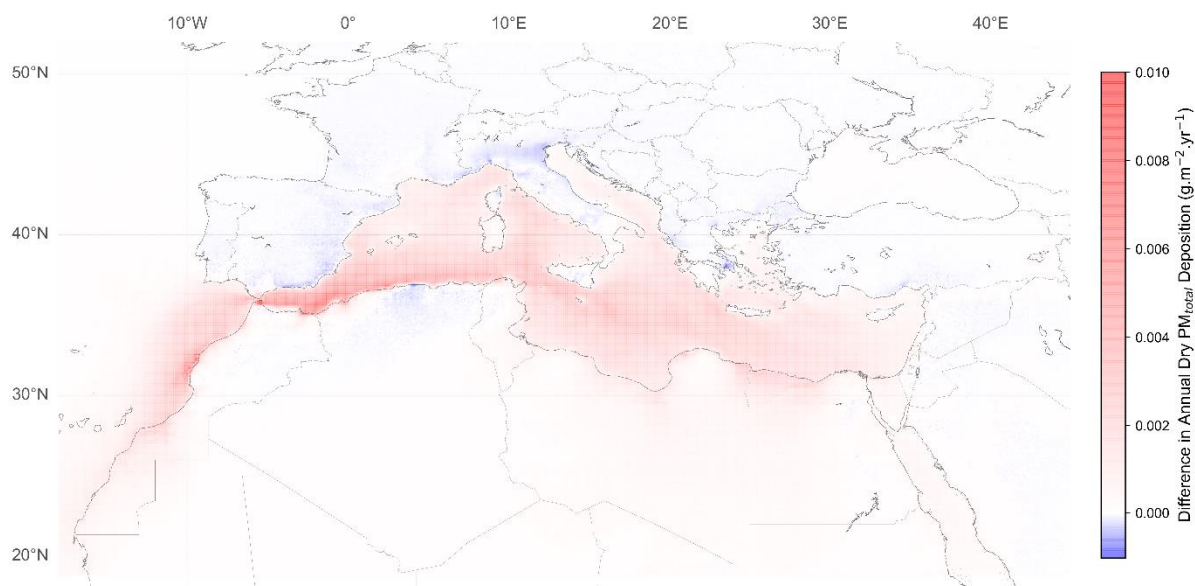 10°W 0° 10°E 20°E 30°E 40°E
50°N
40°N
30°N
20°N
0.010
0.008
0.006
0.004
0.002
0.000
Difference in Annual Dry PMtotal Deposition (g.m⁻².yr⁻¹)